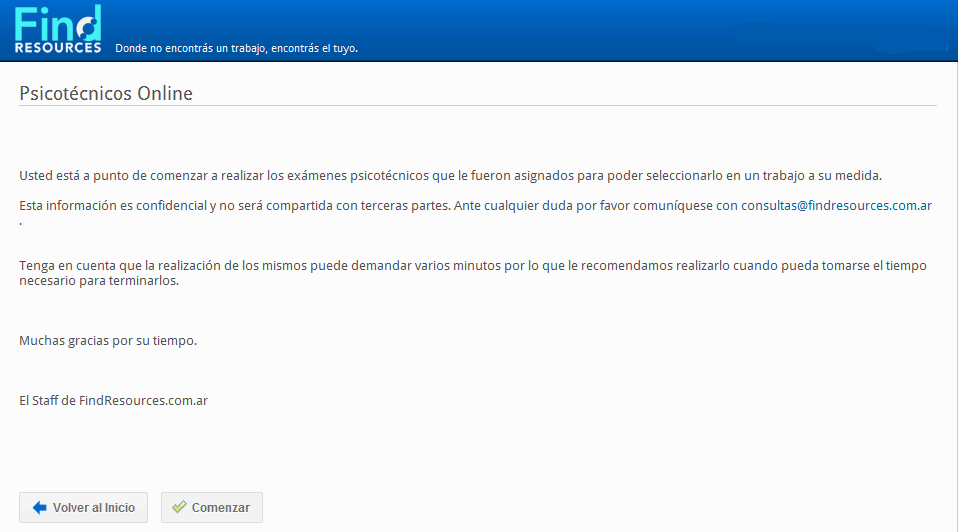 Find
RESOURCES
Donde no encontrás un trabajo, encontrás el tuyo.
Psicotécnicos Online
Usted está a punto de comenzar a realizar los exámenes psicotécnicos que le fueron asignados para poder seleccionarlo en un trabajo a su medida.
Esta información es confidencial y no será compartida con terceras partes. Ante cualquier duda por favor comuníquese con consultas@findresources.com.ar
.
Tenga en cuenta que la realización de los mismos puede demandar varios minutos por lo que le recomendamos realizarlo cuando pueda tomarse el tiempo
necesario para terminarlos.
Muchas gracias por su tiempo.
El Staff de FindResources.com.ar
Volver al Inicio
Comenzar